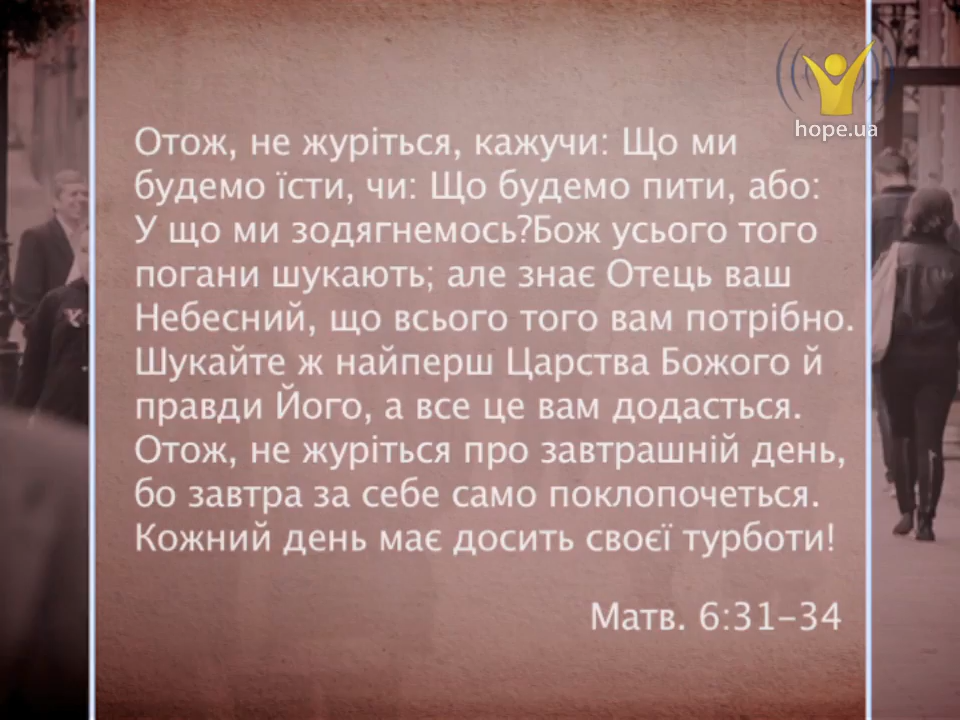 hope.ua
Отож, не журіться, кажучи: Що ми
будемо їсти, чи: Що будемо пити, або:
У що ми зодягнемось?Бож усього того
погани шукають; але знає Отець ваш
Небесний, що всього того вам потрібно.
Шукайте ж найперш Царства Божого й
правди Його, а все це вам додасться.
Отож, не журіться про завтрашній день,
бо завтра за себе само поклопочеться.
Кожний день має досить своєї турботи!
Матв. 6:31-34